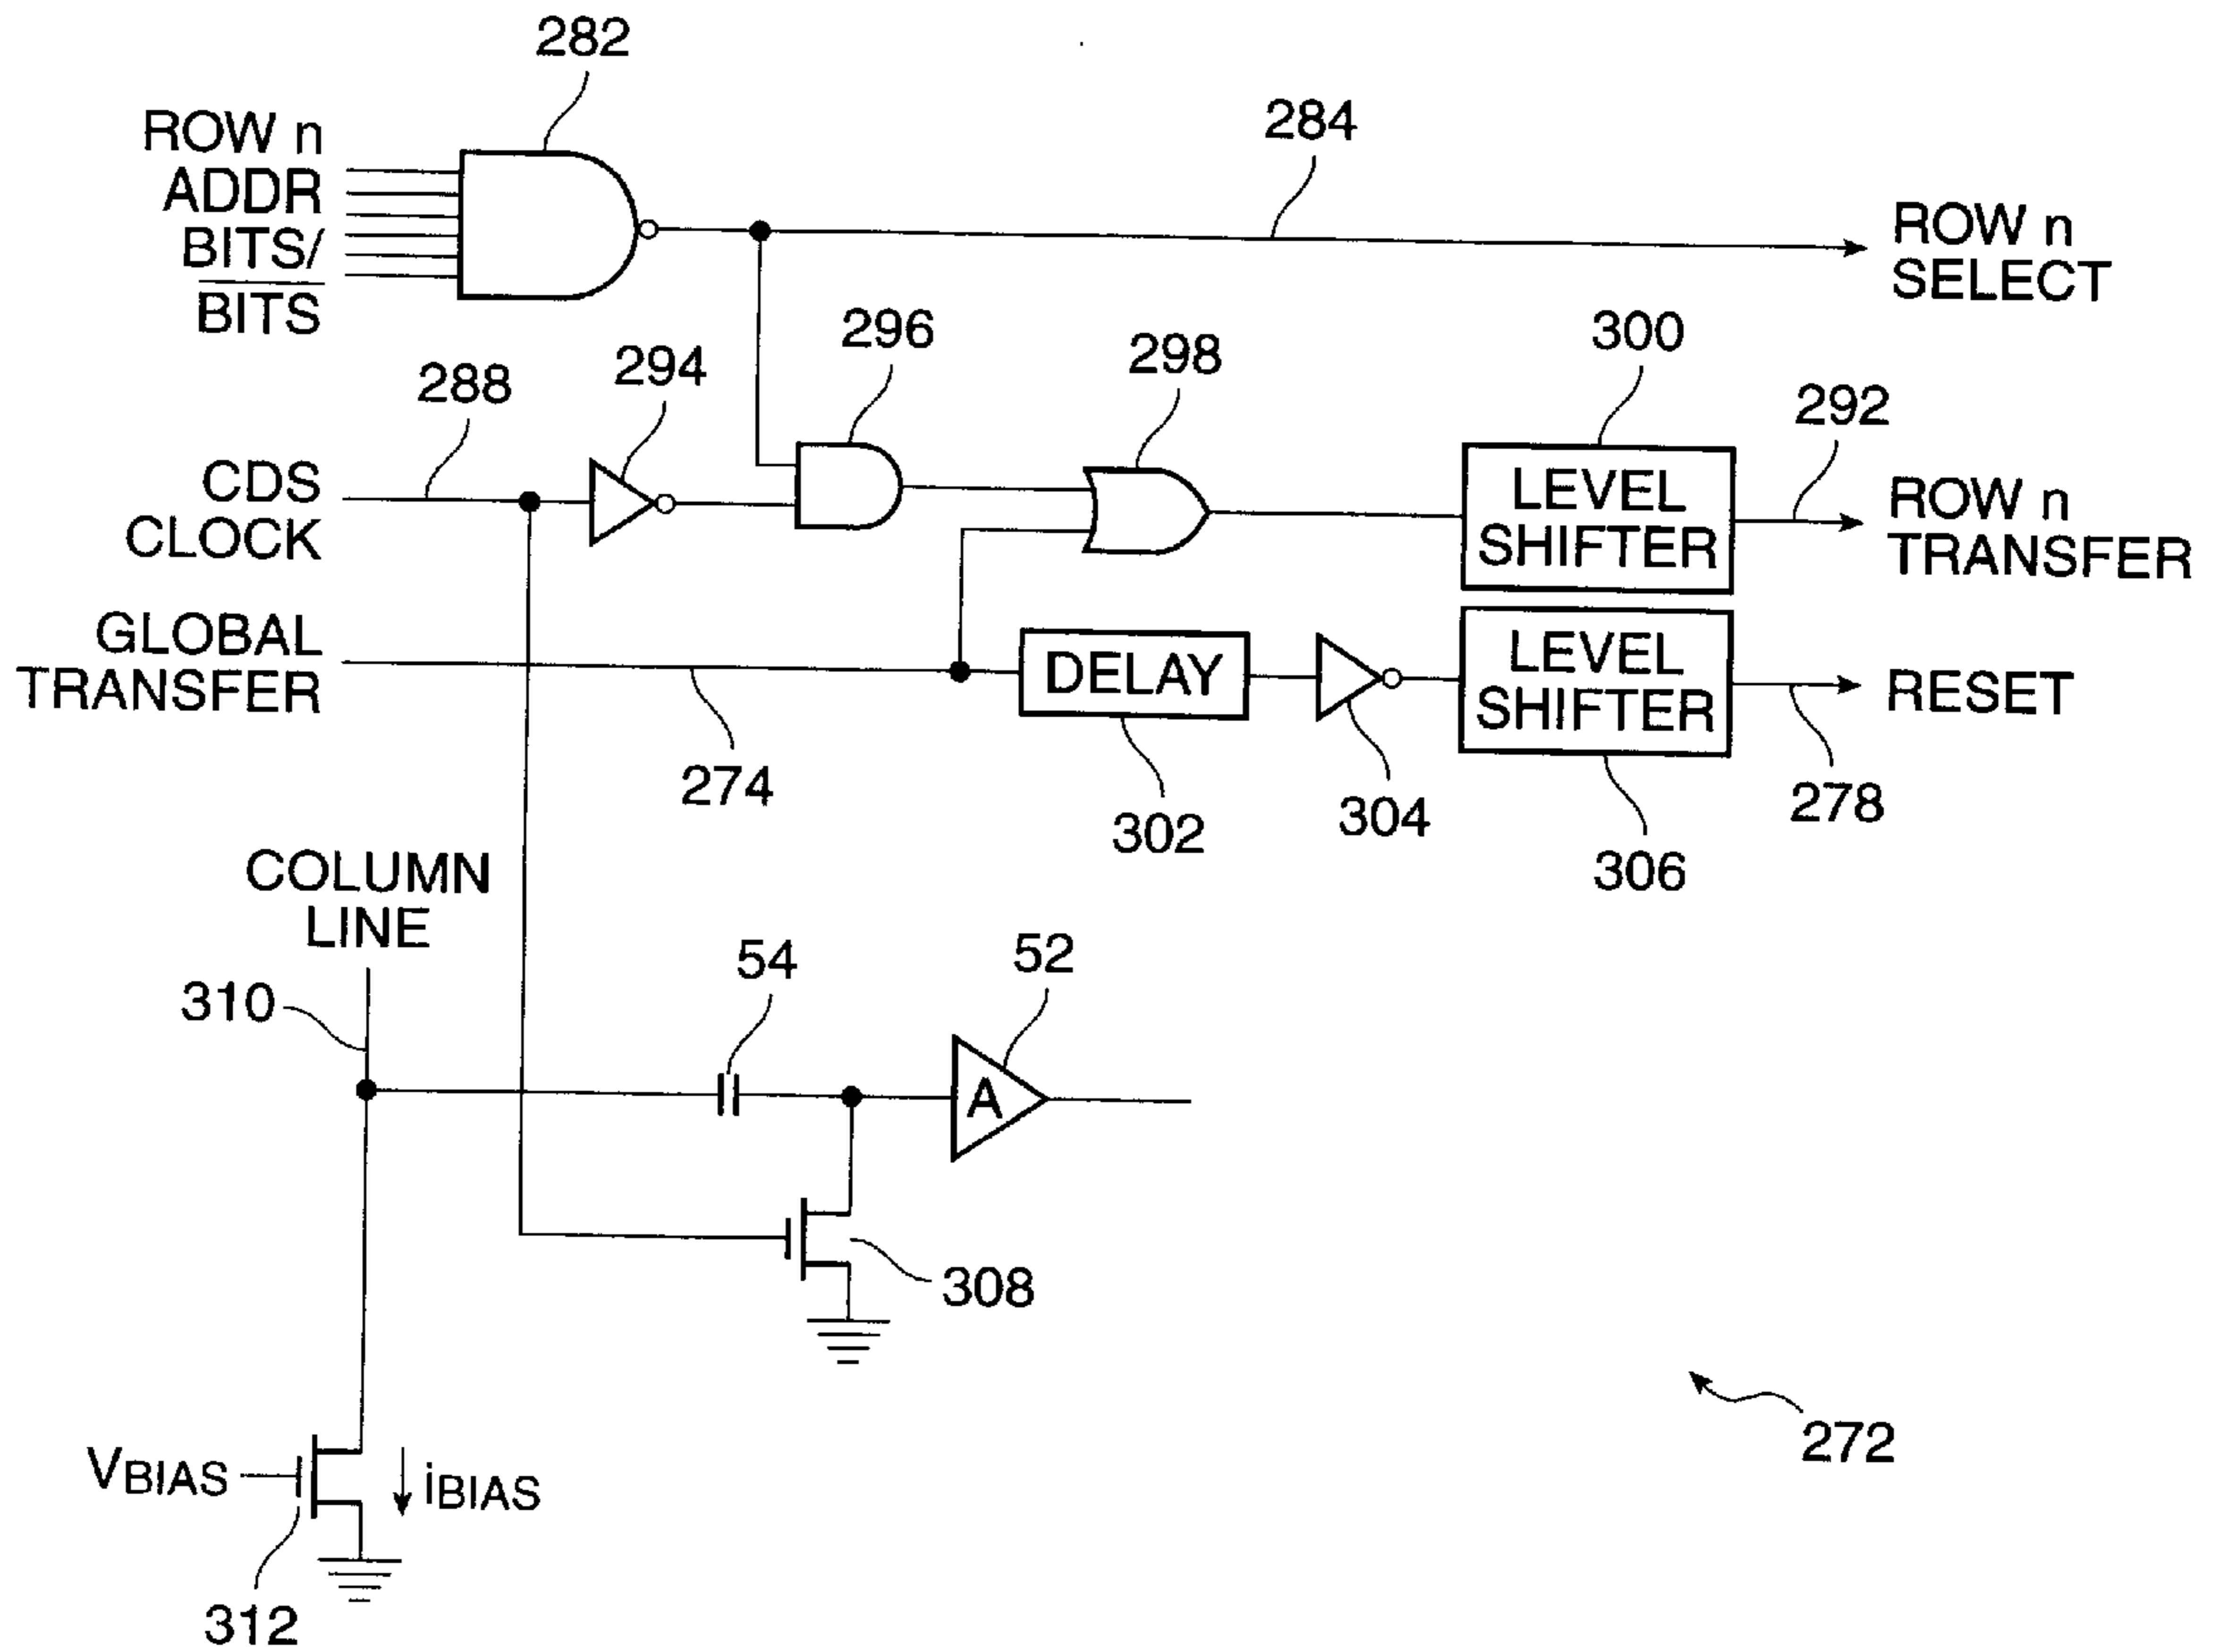 282
ROW n
ADDR
BITS/
BITS
284
ROW n
SELECT
288
294
296
298
300
292
CDS
CLOCK
LEVEL
SHIFTER
ROW n
TRANSFER
GLOBAL
TRANSFER
274
DELAY
302
304
LEVEL
SHIFTER
306
RESET
278
COLUMN
LINE
310
54
52
A
308
VBIAS
iBIAS
312
272